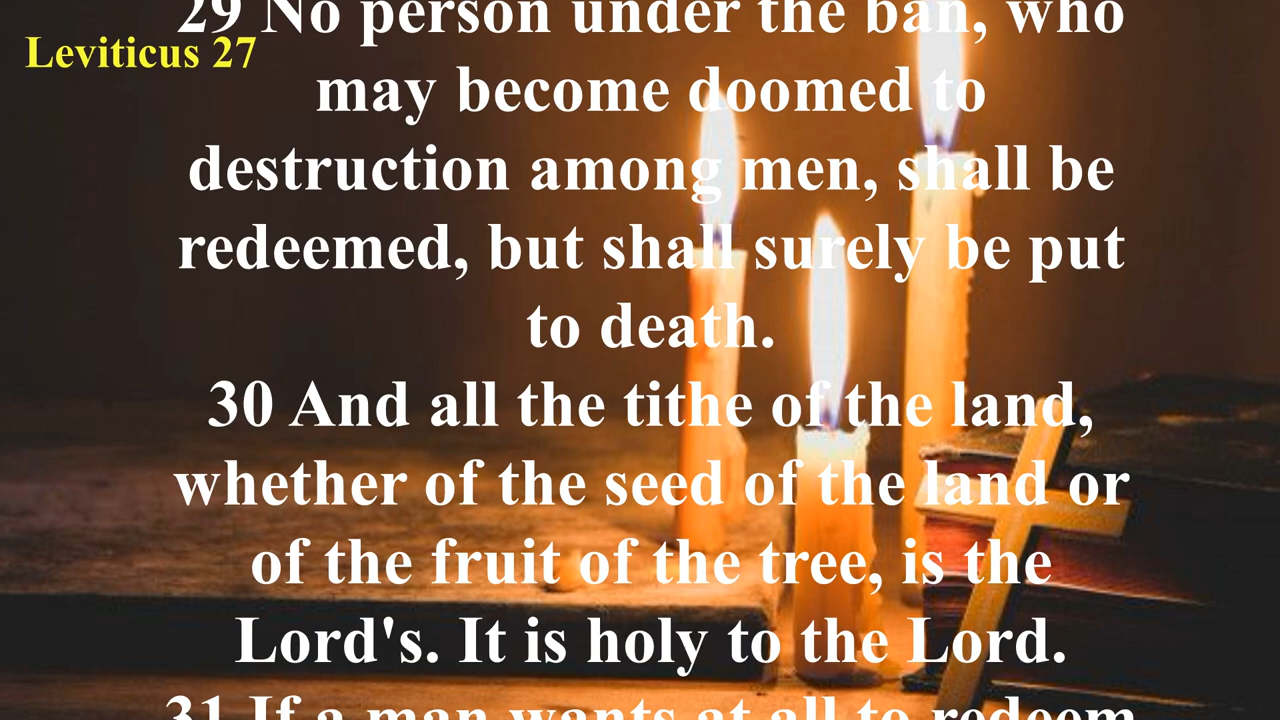 Leviticus 27
29 No person under the ban, who
may become doomed to
destruction among men, shall be
redeemed, but shall surely be put
to death.
30 And all the tithe of the land,
whether of the seed of the land or
of the fruit of the tree, is the
Lord's. It is holy to the Lord.
31 If a man wants at all to redeem